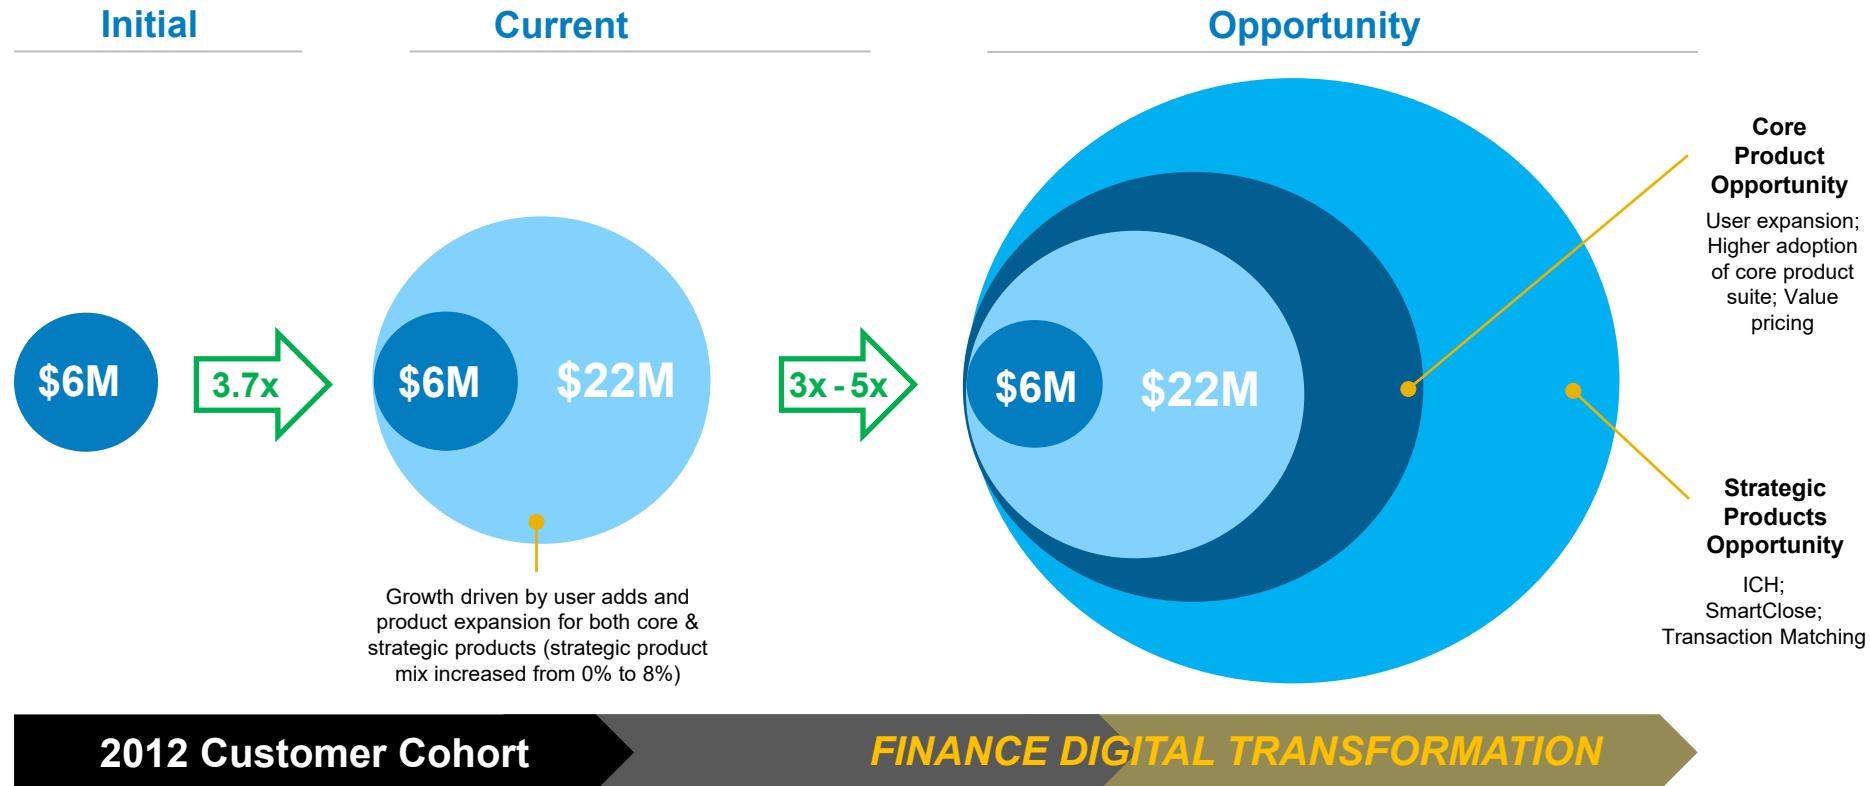 Initial
Current
Opportunity
$6M
3.7x
$6M
$22M
Growth driven by user adds and
product expansion for both core &
strategic products (strategic product
mix increased from 0% to 8%)
3x - 5x
$6M
$22M
Core
Product
Opportunity
User expansion;
Higher adoption
of core product
suite; Value
pricing
Strategic
Products
Opportunity
ICH;
SmartClose;
Transaction Matching
2012 Customer Cohort
FINANCE DIGITAL TRANSFORMATION